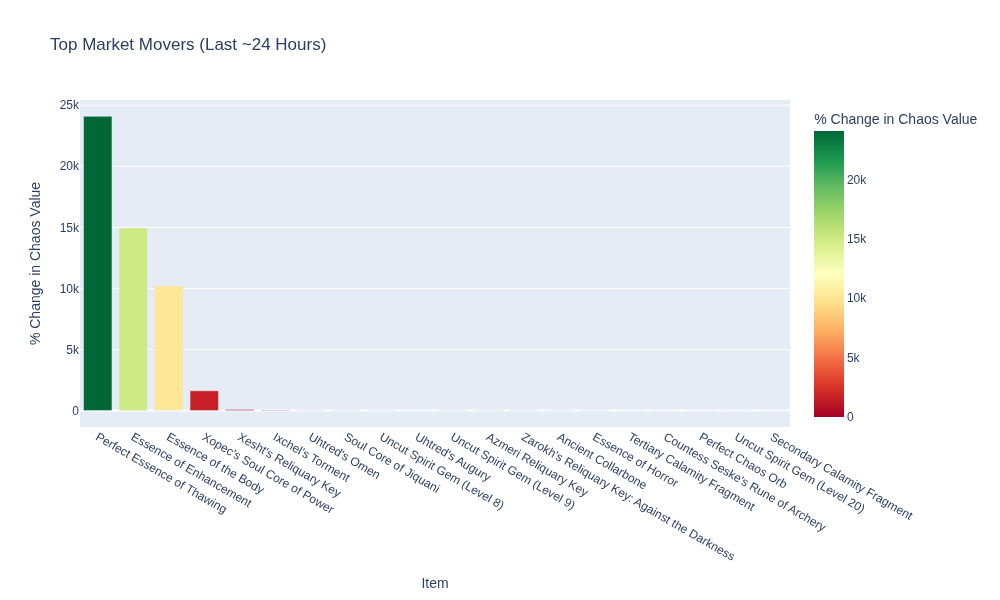 Top Market Movers (Last ~24 Hours)
% Change in Chaos Value
25k
20k
15k
10k
5k
0
Perfect Essence of Thawing
Essence of Enhancement
Essence of the Body
Xopec's Soul Core of Power
Xesht's Reliquary Key
Ixchel's Torment
Uhtred's Omen
Soul Core of Jiquani
Uncut Spirit Gem (Level 8)
Uhtred's Augury
Uncut Spirit Gem (Level 9)
Azmeri Reliquary Key
Zarokh's Reliquary Key: Against the Darkness
Ancient Collarbone
Essence of Horror
Tertiary Calamity Fragment
Countess Seske's Rune of Archery
Perfect Chaos Orb
Uncut Spirit Gem (Level 20)
Secondary Calamity Fragment
Item
% Change in Chaos Value
20k
15k
10k
5k
0